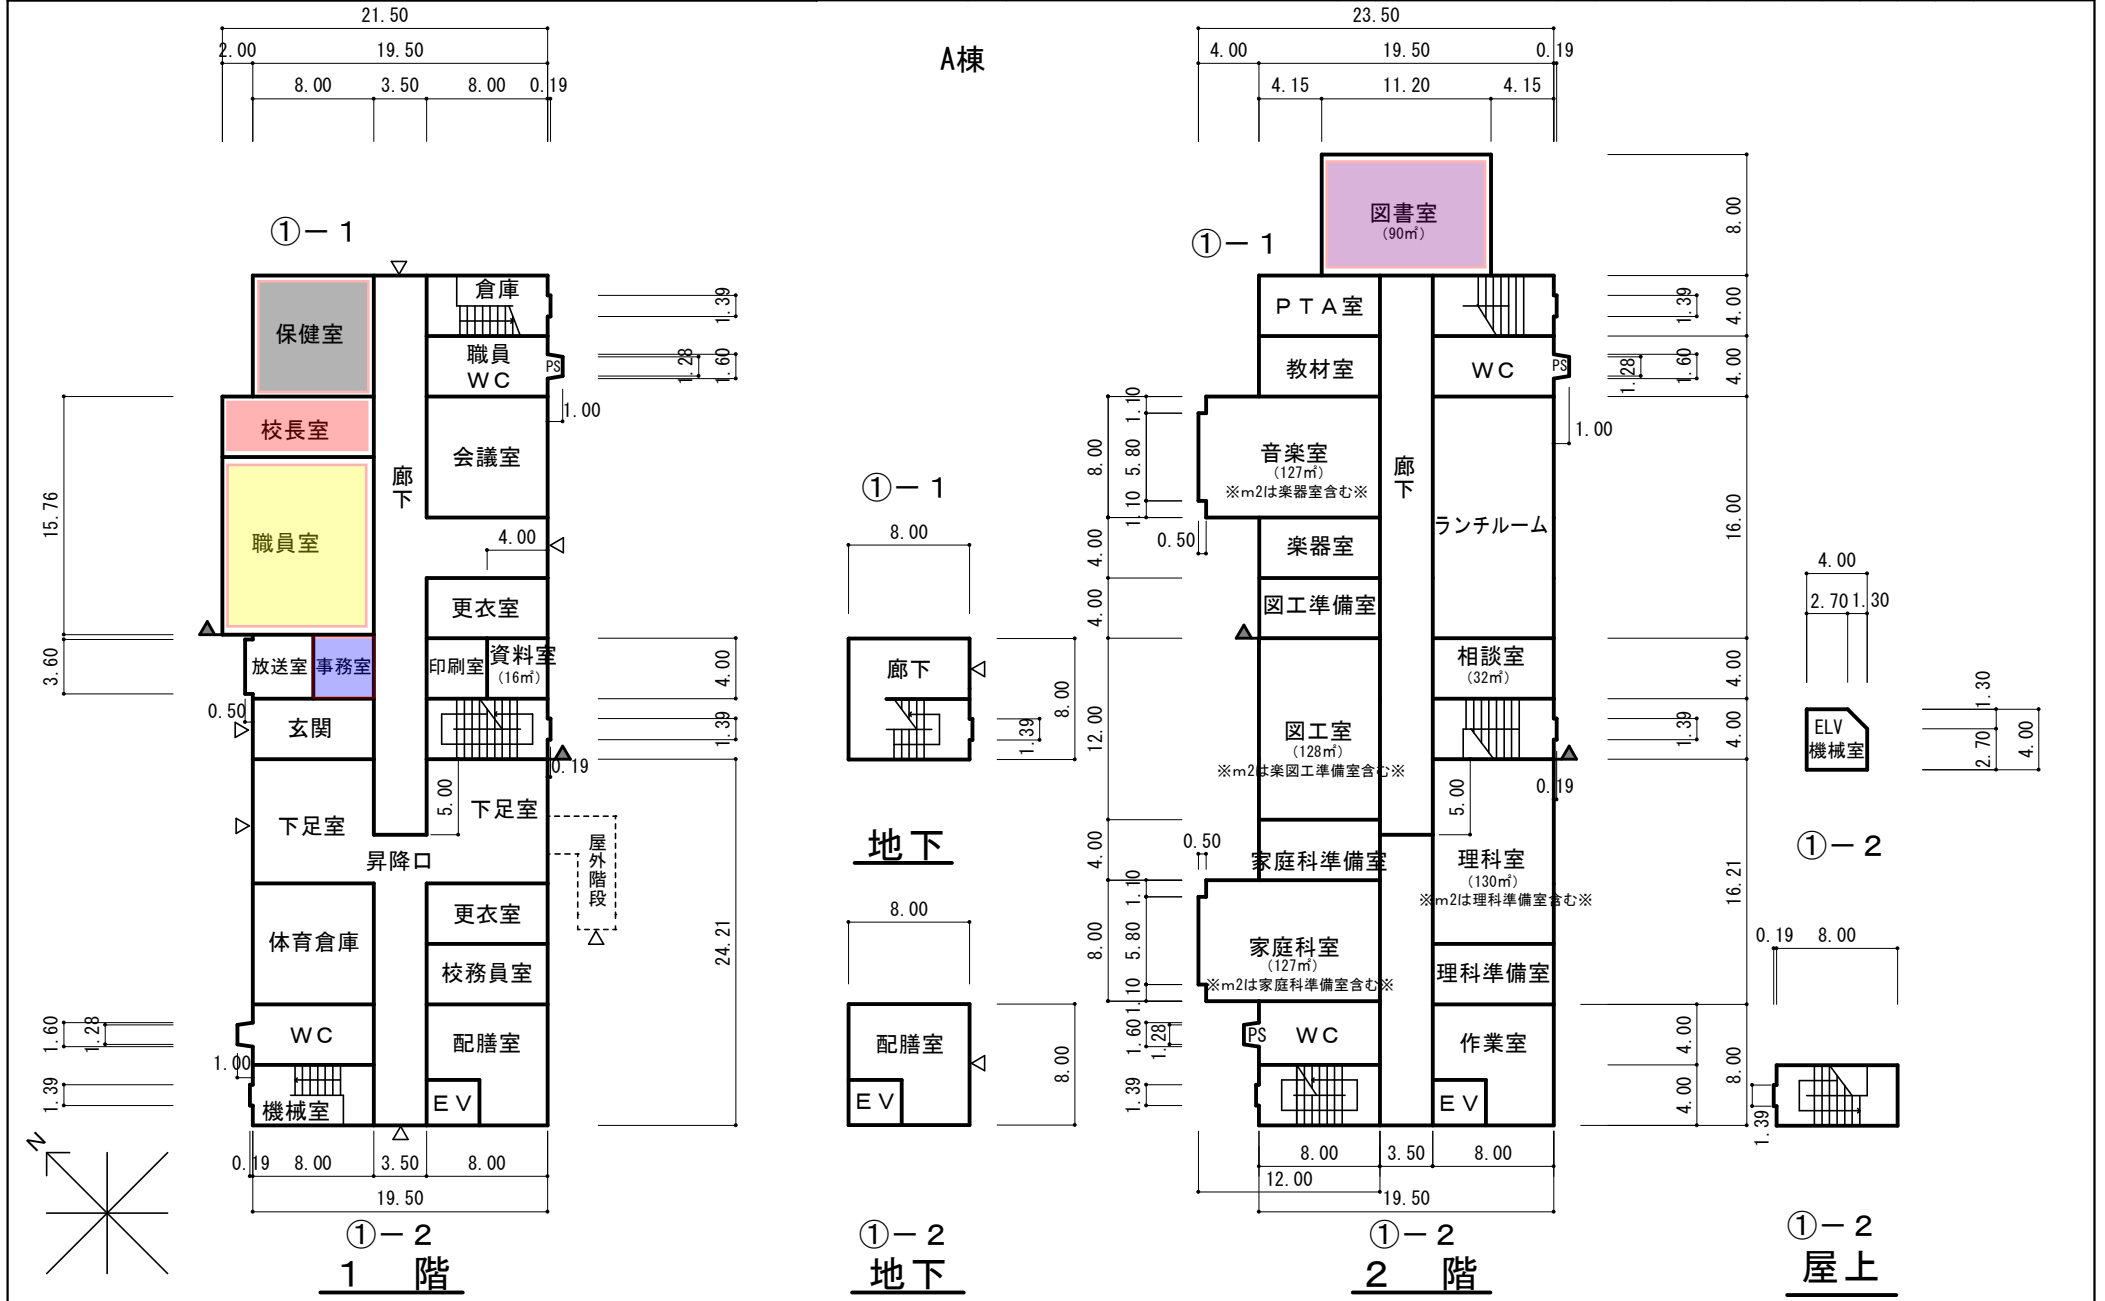 A棟
21.50
2.00
19.50
8.00
3.50
8.00
0.19
①－1
保健室
倉庫
1.39
職員
WC
PS
1.28
1.60
1.00
校長室
会議室
廊下
15.76
職員室
4.00
更衣室
3.60
放送室
事務室
印刷室
資料室
(16㎡)
4.00
0.50
玄関
1.39
0.19
5.00
下足室
下足室
昇降口
屋外階段
体育倉庫
更衣室
校務員室
24.21
1.60
1.28
WC
配膳室
1.00
1.39
機械室
EV
N
0.19
8.00
3.50
8.00
19.50
①－2
1 階
①－1
8.00
廊下
8.00
1.39
地下
8.00
配膳室
8.00
EV
①－2
地下
23.50
4.00
19.50
0.19
4.15
11.20
4.15
①－1
図書室
(90㎡)
8.00
PTA室
1.39
4.00
教材室
WC
PS
1.28
1.60
4.00
1.00
1.10
8.00
5.80
音楽室
(127㎡)
※m2は楽器室含む※
1.10
廊下
ランチルーム
16.00
0.50
4.00
楽器室
4.00
図工準備室
相談室
(32㎡)
4.00
12.00
図工室
(128㎡)
※m2は楽図工準備室含む※
1.39
4.00
0.19
5.00
0.50
4.00
家庭科準備室
理科室
(130㎡)
※m2は理科準備室含む※
16.21
1.10
8.00
5.80
家庭科室
(127㎡)
※m2は家庭科準備室含む※
1.10
理科準備室
1.60
1.28
PS
WC
作業室
4.00
8.00
1.39
EV
4.00
8.00
3.50
8.00
12.00
19.50
①－2
2 階
4.00
2.70
1.30
ELV
機械室
1.30
2.70
4.00
①－2
0.19
8.00
1.39
①－2
屋上